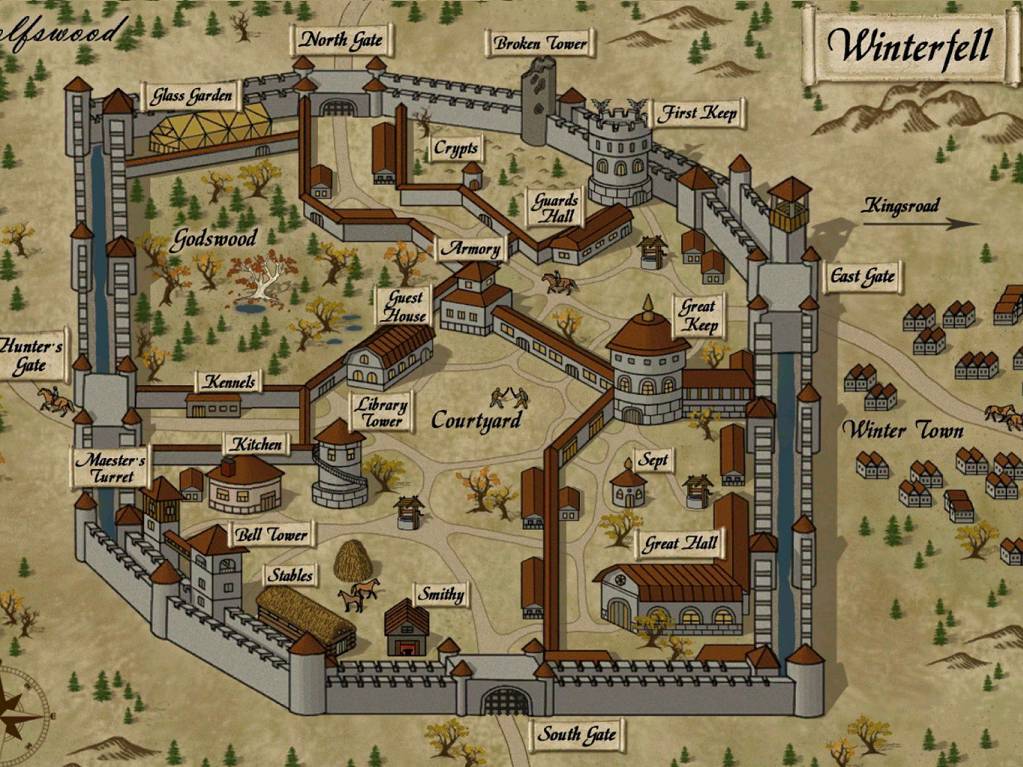 Winterfell
North Gate
Broken Tower
Glass Garden
First Keep
Crypts
Guards
Hall
Kingsroad
Godswood
Armory
East Gate
Guest
House
Great
Keep
Hunter's
Gate
Kennels
Library
Tower
Courtyard
Winter Town
Kitchen
Maester's
Turret
Sept
Bell Tower
Great Hall
Stables
Smithy
South Gate